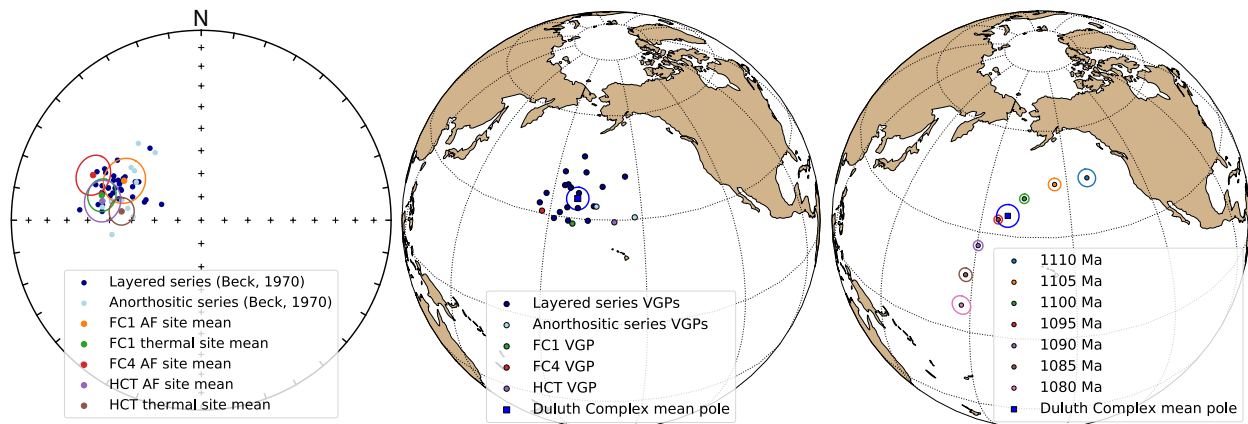 N
Layered series (Beck, 1970)
Anorthositic series (Beck, 1970)
FC1 AF site mean
FC1 thermal site mean
FC4 AF site mean
HCT AF site mean
HCT thermal site mean
Layered series VGPs
Anorthositic series VGPs
FC1 VGP
FC4 VGP
HCT VGP
Duluth Complex mean pole
1110 Ma
1105 Ma
1100 Ma
1095 Ma
1090 Ma
1085 Ma
1080 Ma
Duluth Complex mean pole